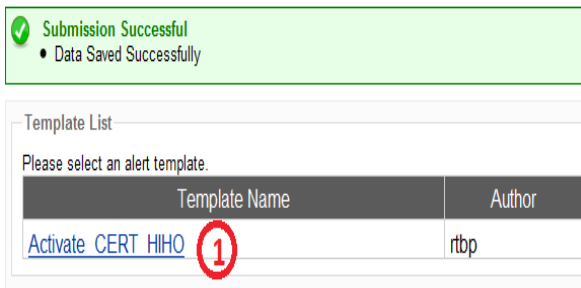 Submission Successful
• Data Saved Successfully
Template List
Please select an alert template.
Template Name Author
Activate_CERT_HIHO 1 rtbp